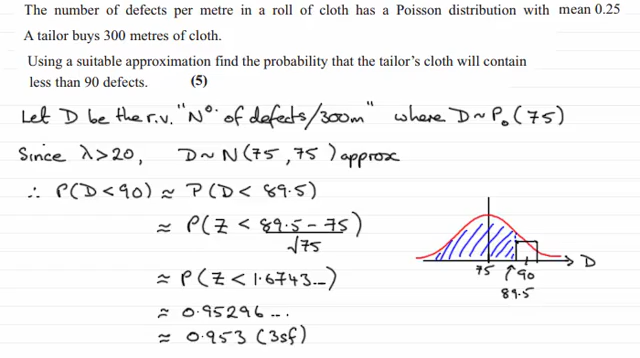 The number of defects per metre in a roll of cloth has a Poisson distribution with mean 0.25
A tailor buys 300 metres of cloth.
Using a suitable approximation find the probability that the tailor's cloth will contain
less than 90 defects. (5)
Let D be the r.v. "Nº. of defects/300m" where D~Po(75)
Since λ>20, D~N(75,75) approx
∴ P(D<90) ≈ P(D<89.5)
≈ P(Z < (89.5-75)/√75)
≈ P(Z<1.6743...)
≈ 0.95296....
≈ 0.953 (3sf)
75 ↑ 90 D
89.5